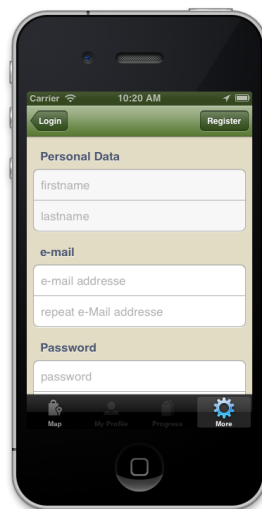 Carrier 10:20 AM
Login Register
Personal Data
firstname
lastname
e-mail
e-mail addresse
repeat e-Mail addresse
Password
password
Map My Profile Progress More